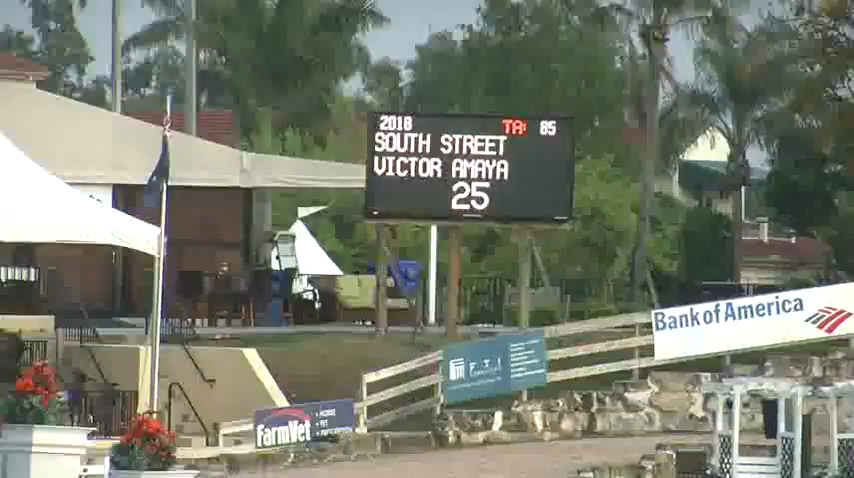 2018 TA: 85
SOUTH STREET
VICTOR AMAYA
25
Bank of America
F T I
FarmVet